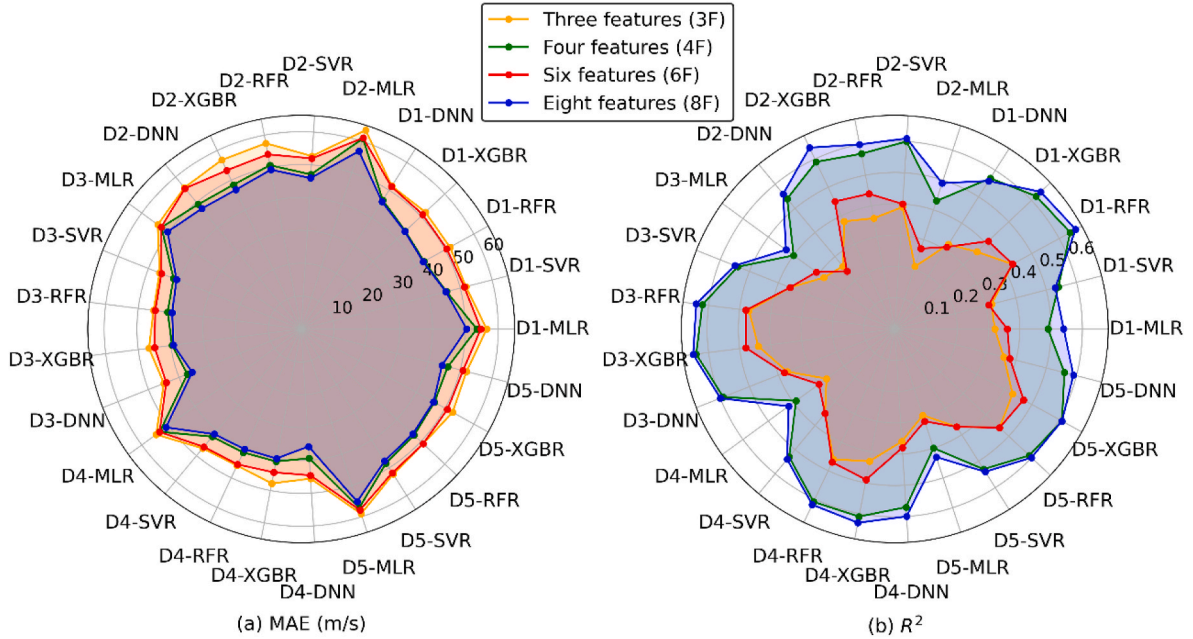 Three features (3F)
Four features (4F)
Six features (6F)
Eight features (8F)
D2-SVR
D2-RFR
D2-MLR
D2-XGBR
D1-DNN
D2-DNN
D1-XGBR
D3-MLR
D1-RFR
D3-SVR
D1-SVR
D3-RFR
D1-MLR
D3-XGBR
D5-DNN
D3-DNN
D5-XGBR
D4-MLR
D5-RFR
D4-SVR
D5-SVR
D4-RFR
D5-MLR
D4-XGBR
D4-DNN
10
20
30
40
50
60
(a) MAE (m/s)
D2-SVR
D2-RFR
D2-MLR
D2-XGBR
D1-DNN
D2-DNN
D1-XGBR
D3-MLR
D1-RFR
D3-SVR
D1-SVR
D3-RFR
D1-MLR
D3-XGBR
D5-DNN
D3-DNN
D5-XGBR
D4-MLR
D5-RFR
D4-SVR
D5-SVR
D4-RFR
D5-MLR
D4-XGBR
D4-DNN
0.1
0.2
0.3
0.4
0.5
0.6
(b) R²